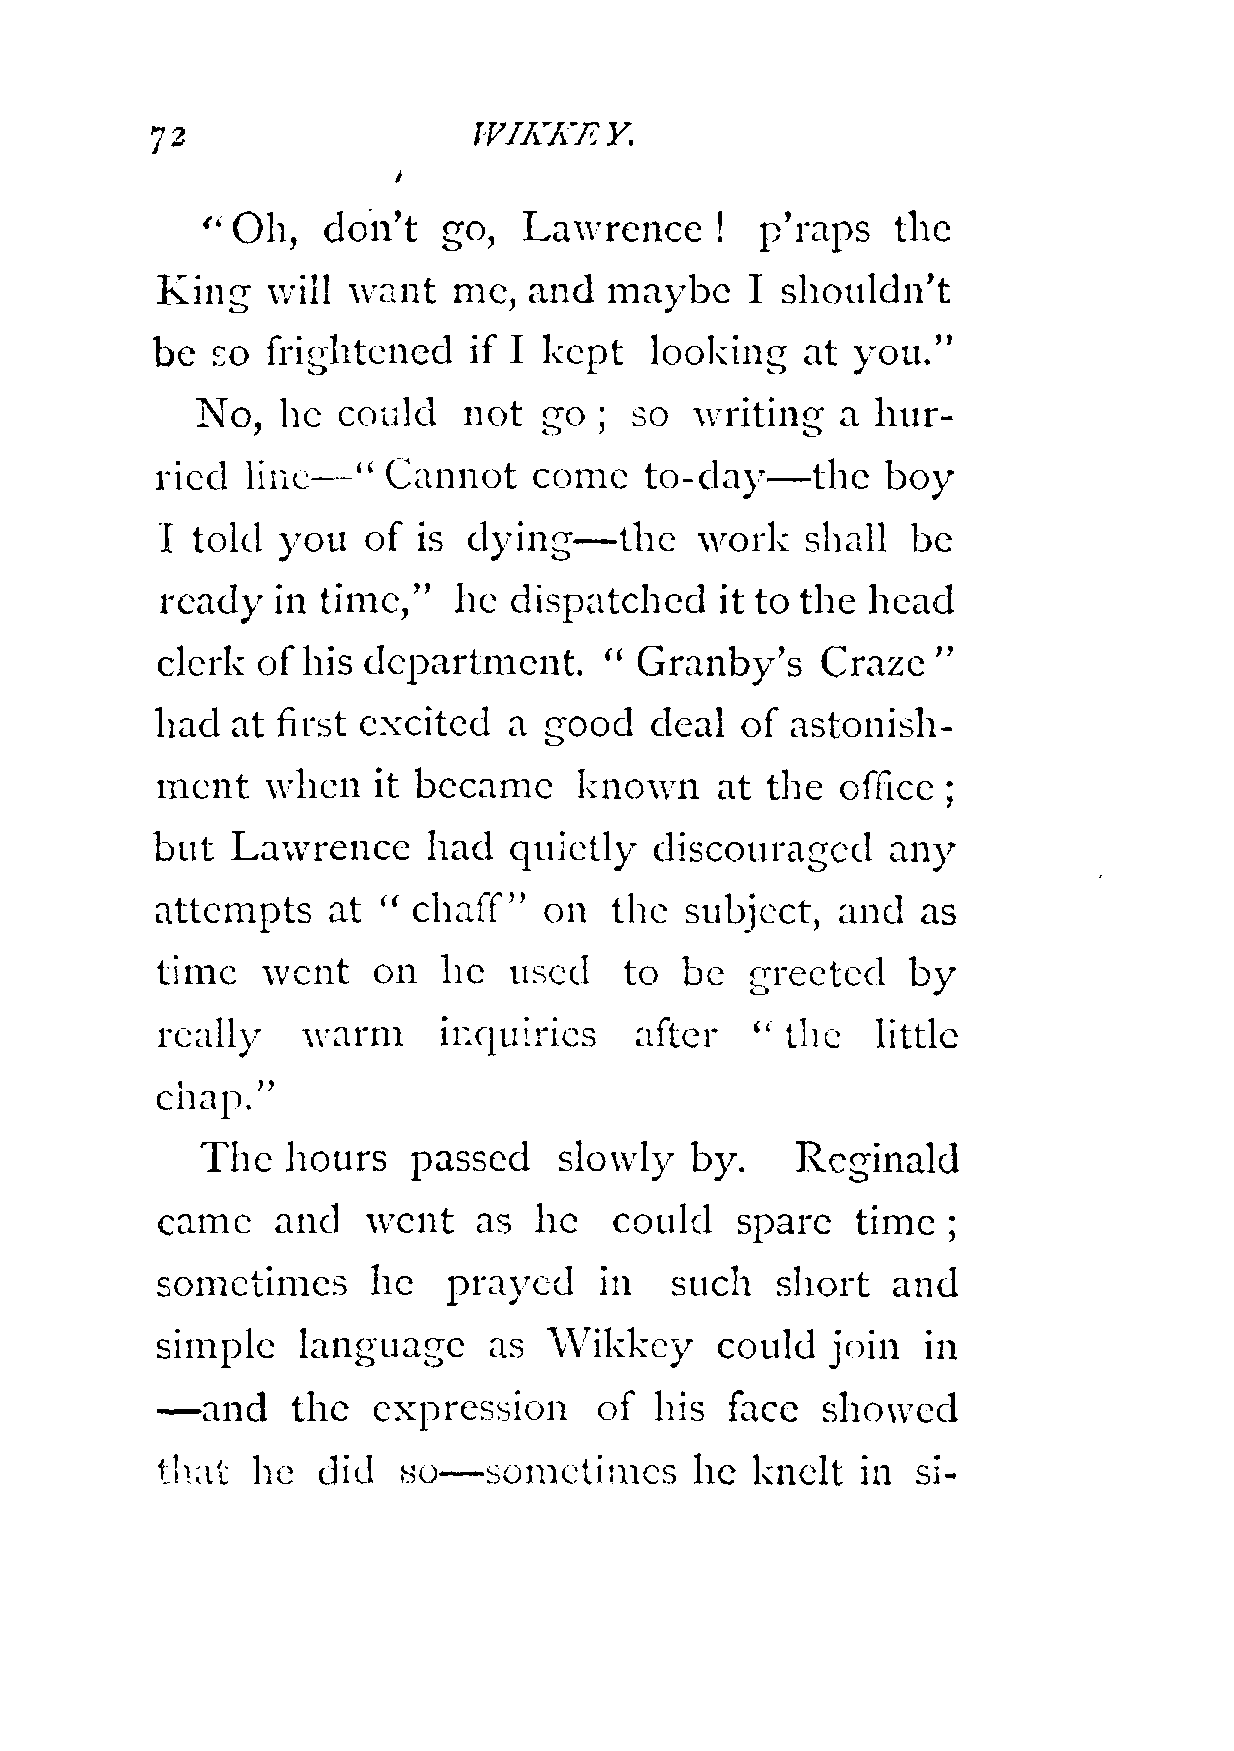 72 WIKKEY.
"Oh, don't go, Lawrence! p'raps the
King will want me, and maybe I shouldn't
be so frightened if I kept looking at you."
No, he could not go; so writing a hur-
ried line—"Cannot come to-day—the boy
I told you of is dying—the work shall be
ready in time," he dispatched it to the head
clerk of his department. "Granby's Craze"
had at first excited a good deal of astonish-
ment when it became known at the office;
but Lawrence had quietly discouraged any
attempts at "chaff" on the subject, and as
time went on he used to be greeted by
really warm inquiries after "the little
chap."
The hours passed slowly by. Reginald
came and went as he could spare time;
sometimes he prayed in such short and
simple language as Wikkey could join in
—and the expression of his face showed
that he did so—sometimes he knelt in si-